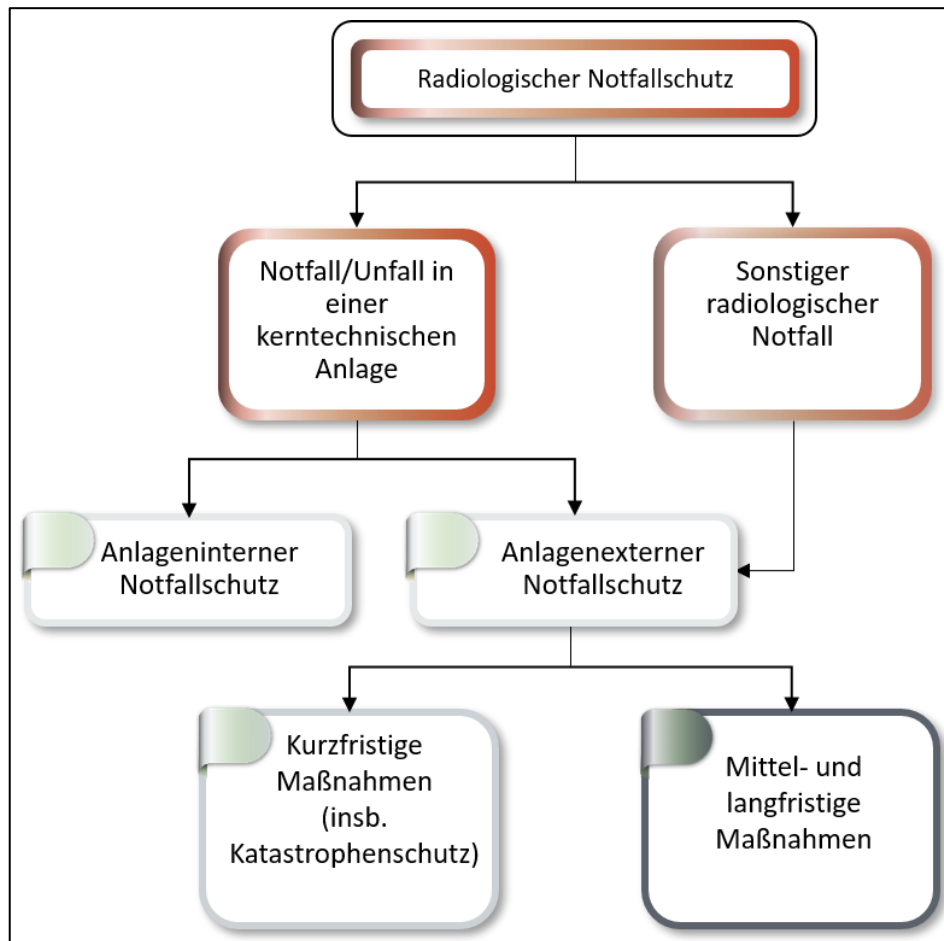 Radiologischer Notfallschutz
Notfall/Unfall in
einer
kerntechnischen
Anlage
Sonstiger
radiologischer
Notfall
Anlageninterner
Notfallschutz
Anlagenexterner
Notfallschutz
Kurzfristige
Maßnahmen
(insb.
Katastrophenschutz)
Mittel- und
langfristige
Maßnahmen